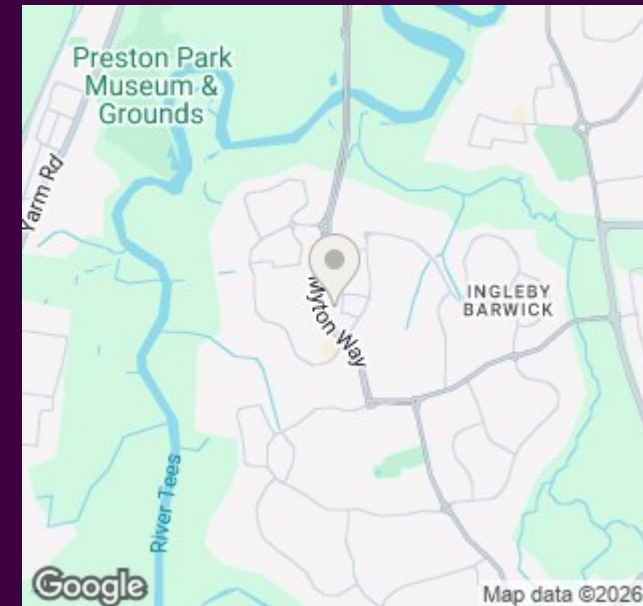 Preston Park
Museum &
Grounds
Yarm Rd
Myton Way
INGLEBY
BARWICK
River Tees
Google
Map data ©2026